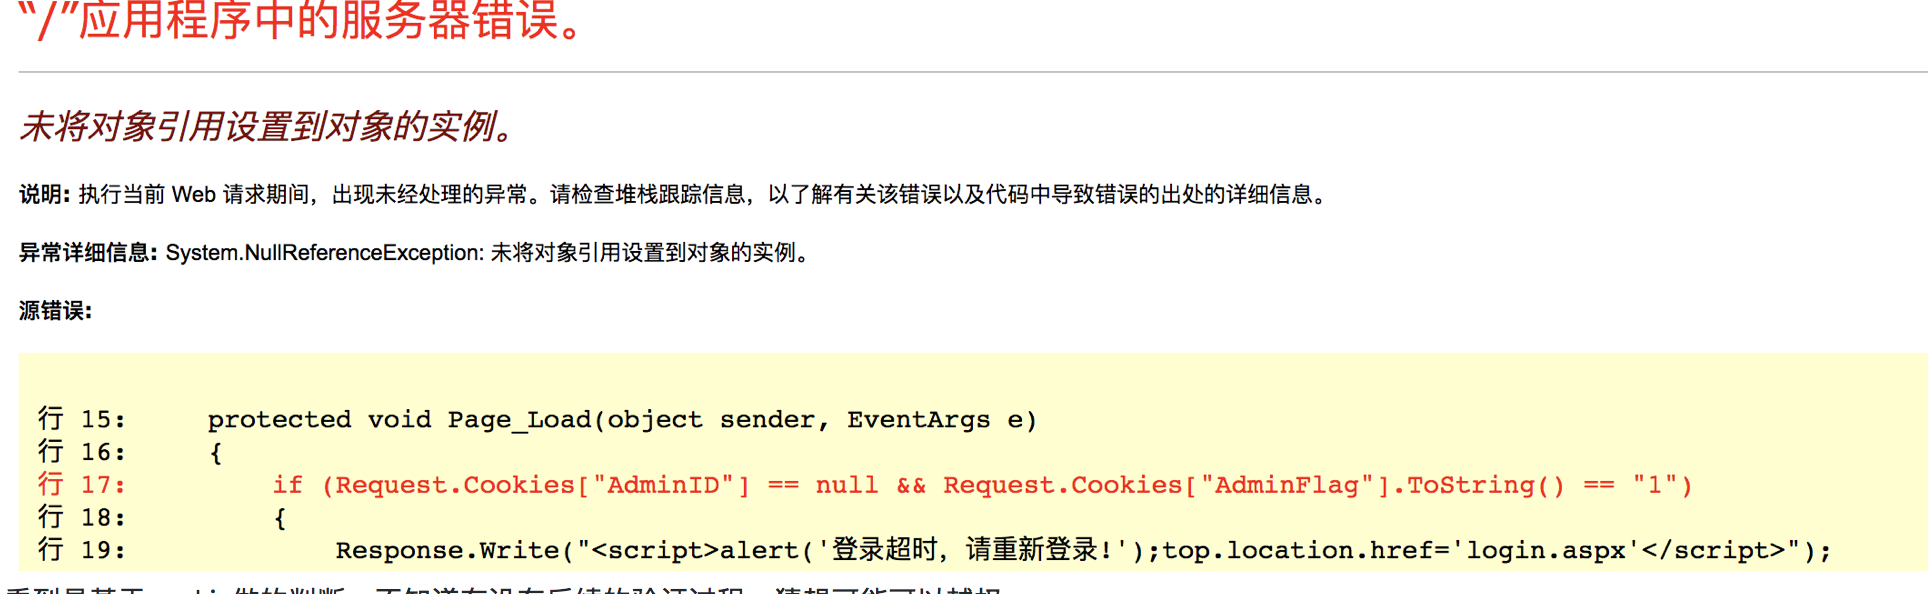 “/”应用程序中的服务器错误。
未将对象引用设置到对象的实例。
说明: 执行当前 Web 请求期间，出现未经处理的异常。请检查堆栈跟踪信息，以了解有关该错误以及代码中导致错误的出处的详细信息。
异常详细信息: System.NullReferenceException: 未将对象引用设置到对象的实例。
源错误:
行 15:     protected void Page_Load(object sender, EventArgs e)
行 16:     {
行 17:         if (Request.Cookies["AdminID"] == null && Request.Cookies["AdminFlag"].ToString() == "1")
行 18:         {
行 19:             Response.Write("<script>alert('登录超时，请重新登录!');top.location.href='login.aspx'</script>");